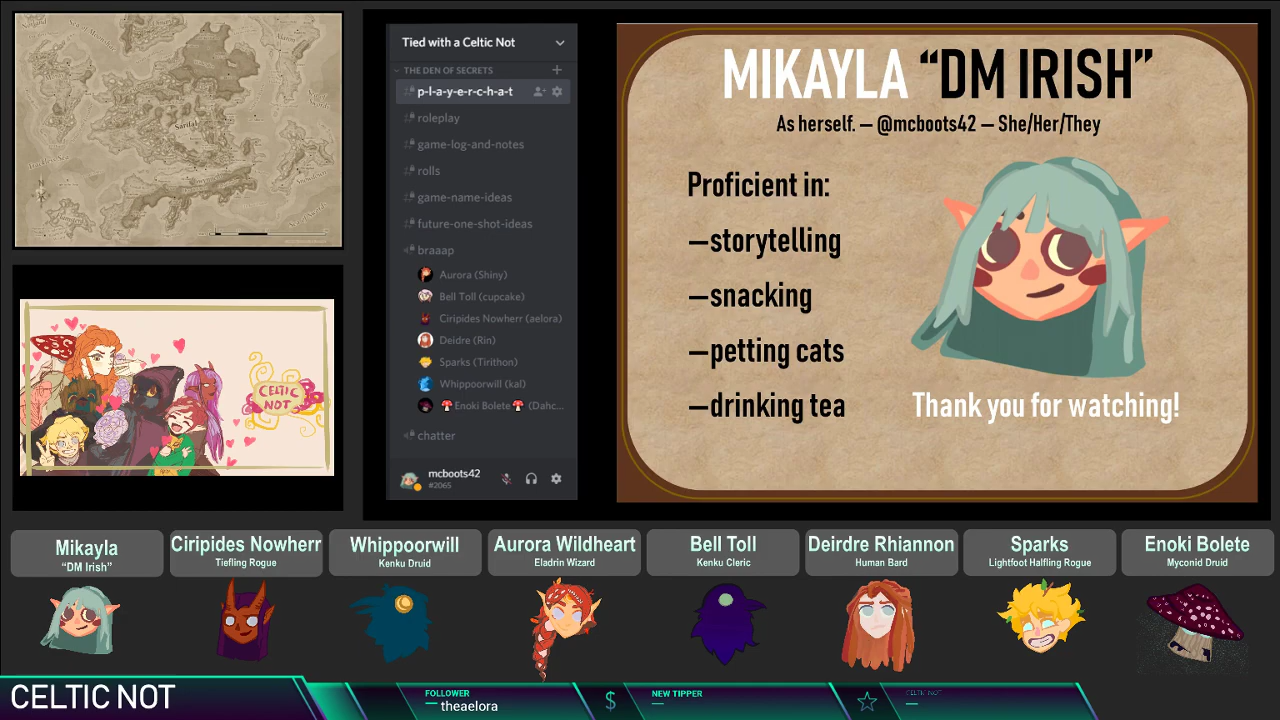 Sarilak
Tied with a Celtic Not
THE DEN OF SECRETS
p-l-a-y-e-r-c-h-a-t
roleplay
game-log-and-notes
rolls
game-name-ideas
future-one-shot-ideas
braaap
Aurora (Shiny)
Bell Toll (cupcake)
Ciripides Nowherr (aelora)
Deidre (Rin)
Sparks (Tirithon)
Whippoorwill (kal)
🍄Enoki Bolete🍄 (Dahc...
chatter
mcboots42
#2065
MIKAYLA “DM IRISH”
As herself. — @mcboots42 — She/Her/They
Proficient in:
—storytelling
—snacking
—petting cats
—drinking tea
Thank you for watching!
CELTIC
NOT
Mikayla
“DM Irish”
Ciripides Nowherr
Tiefling Rogue
Whippoorwill
Kenku Druid
Aurora Wildheart
Eladrin Wizard
Bell Toll
Kenku Cleric
Deirdre Rhiannon
Human Bard
Sparks
Lightfoot Halfling Rogue
Enoki Bolete
Myconid Druid
CELTIC NOT
FOLLOWER
— theaelora
$
NEW TIPPER
—
CELTIC NOT
—